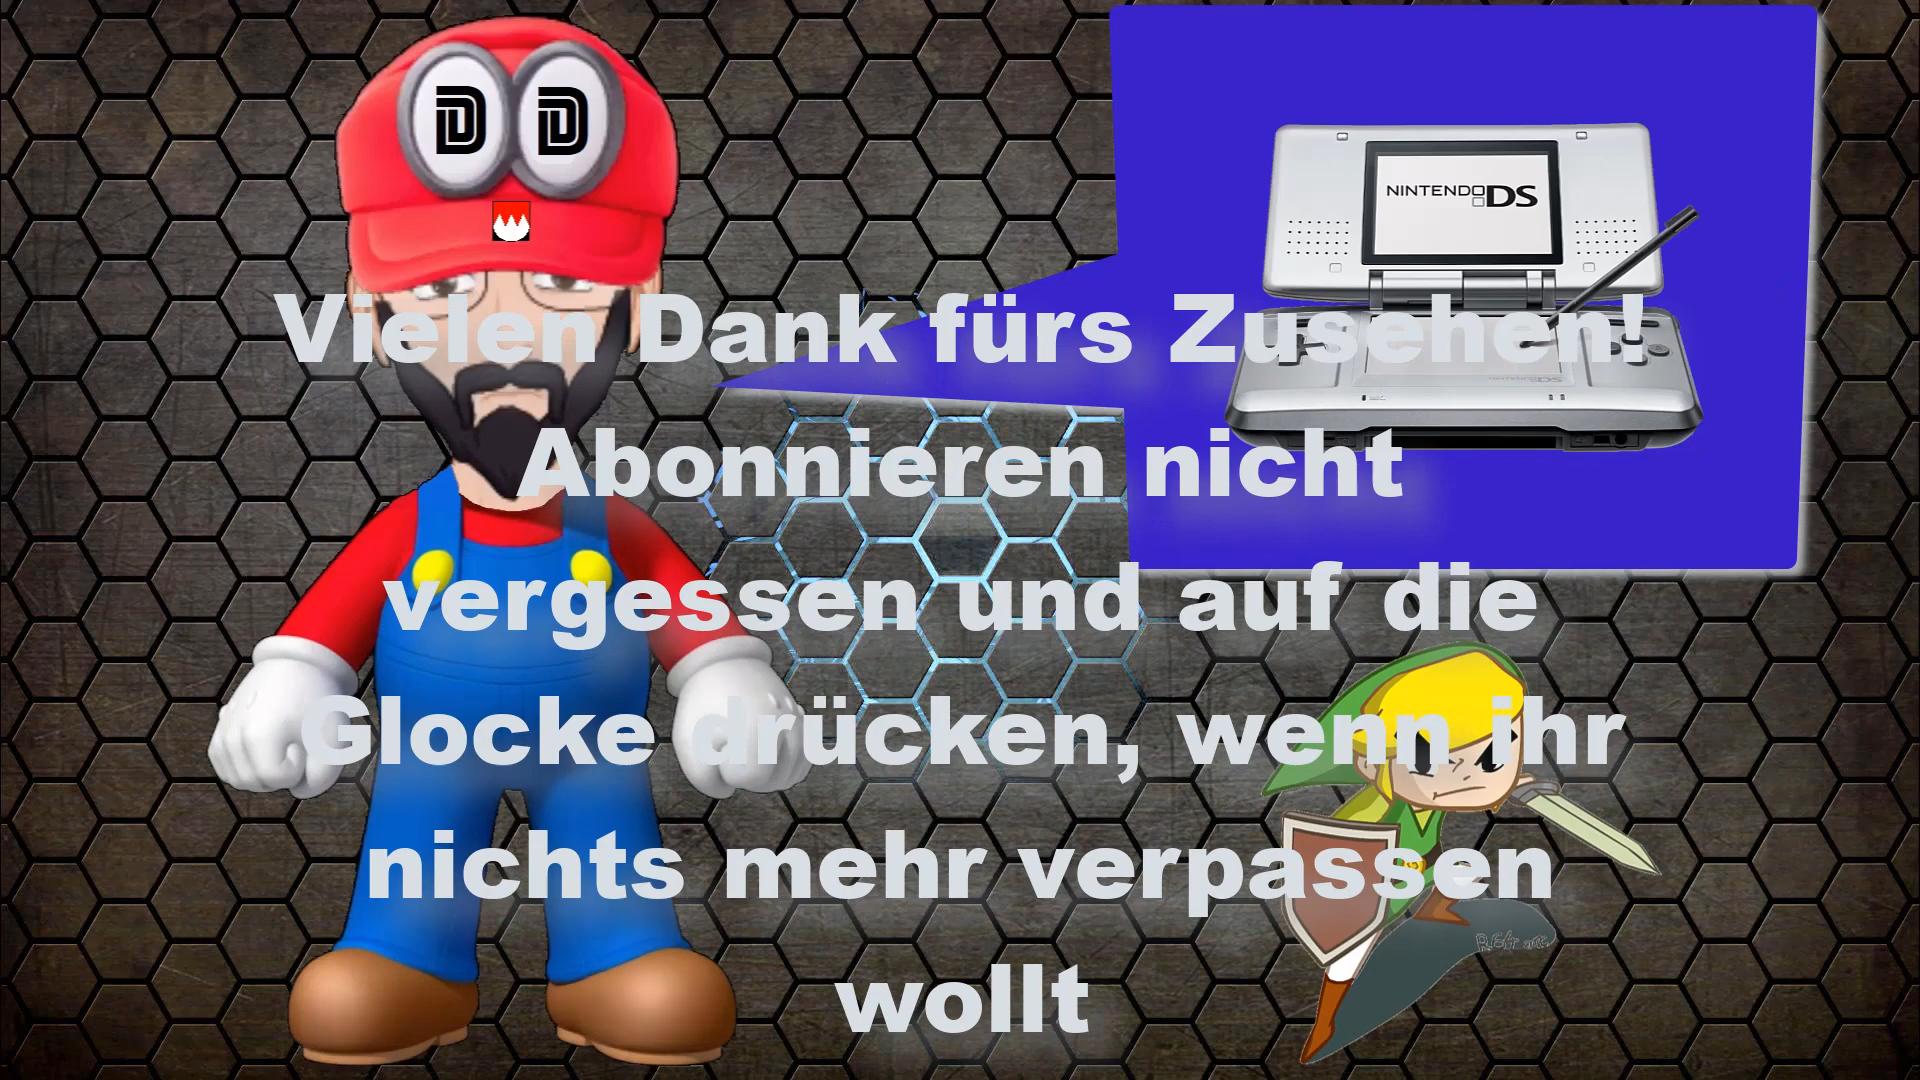 D D
NINTENDO DS
Vielen Dank fürs Zusehen!
Abonnieren nicht
vergessen und auf die
Glocke drücken, wenn ihr
nichts mehr verpassen
wollt